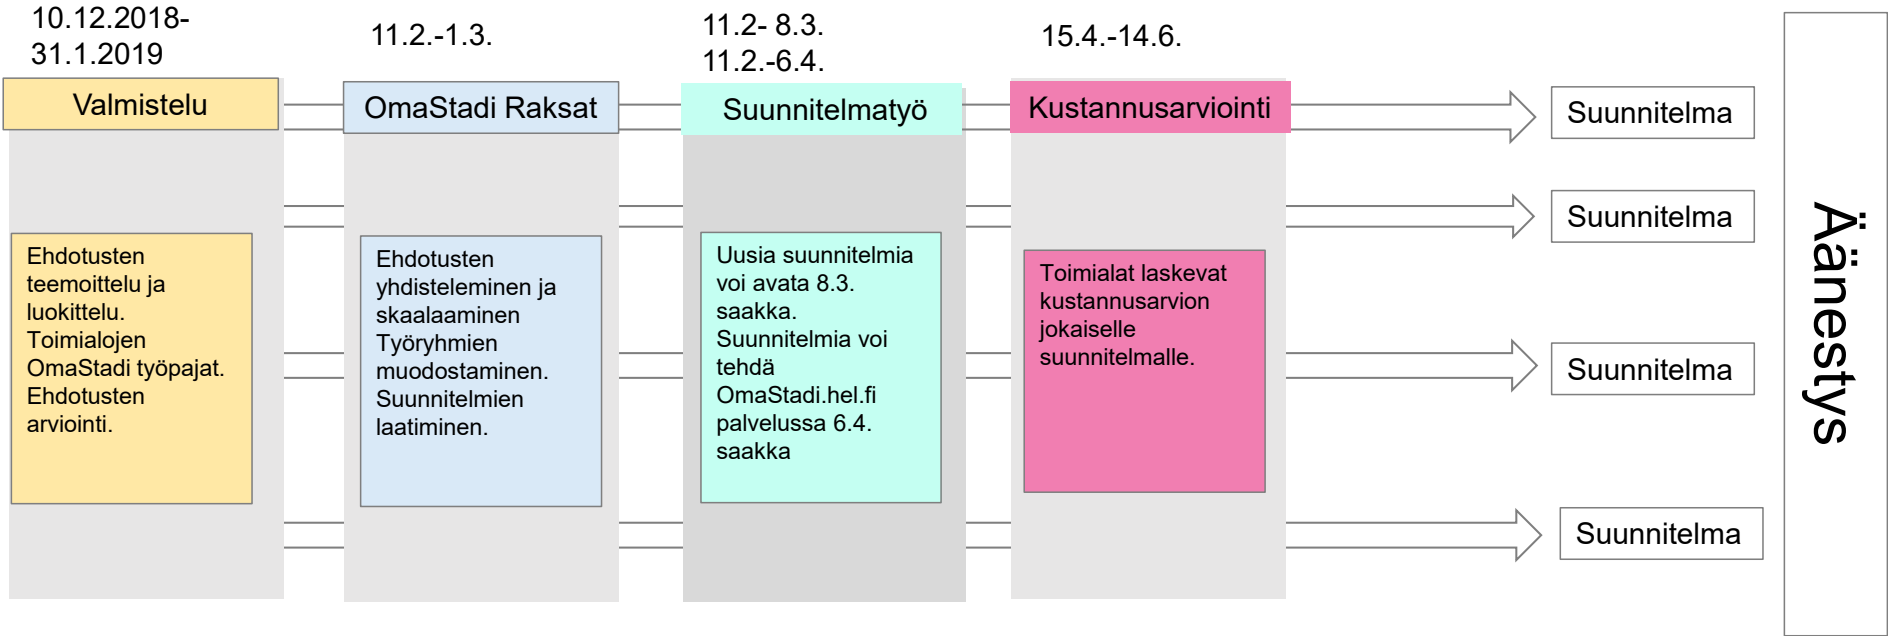 10.12.2018-
31.1.2019
Valmistelu
Ehdotusten
teemoittelu ja
luokittelu.
Toimialojen
OmaStadi työpajat.
Ehdotusten
arviointi.
11.2.-1.3.
OmaStadi Raksat
Ehdotusten
yhdisteleminen ja
skaalaaminen
Työryhmien
muodostaminen.
Suunnitelmien
laatiminen.
11.2- 8.3.
11.2.-6.4.
Suunnitelmatyö
Uusia suunnitelmia
voi avata 8.3.
saakka.
Suunnitelmia voi
tehdä
OmaStadi.hel.fi
palvelussa 6.4.
saakka
15.4.-14.6.
Kustannusarviointi
Toimialat laskevat
kustannusarvion
jokaiselle
suunnitelmalle.
Suunnitelma
Suunnitelma
Suunnitelma
Suunnitelma
Äänestys